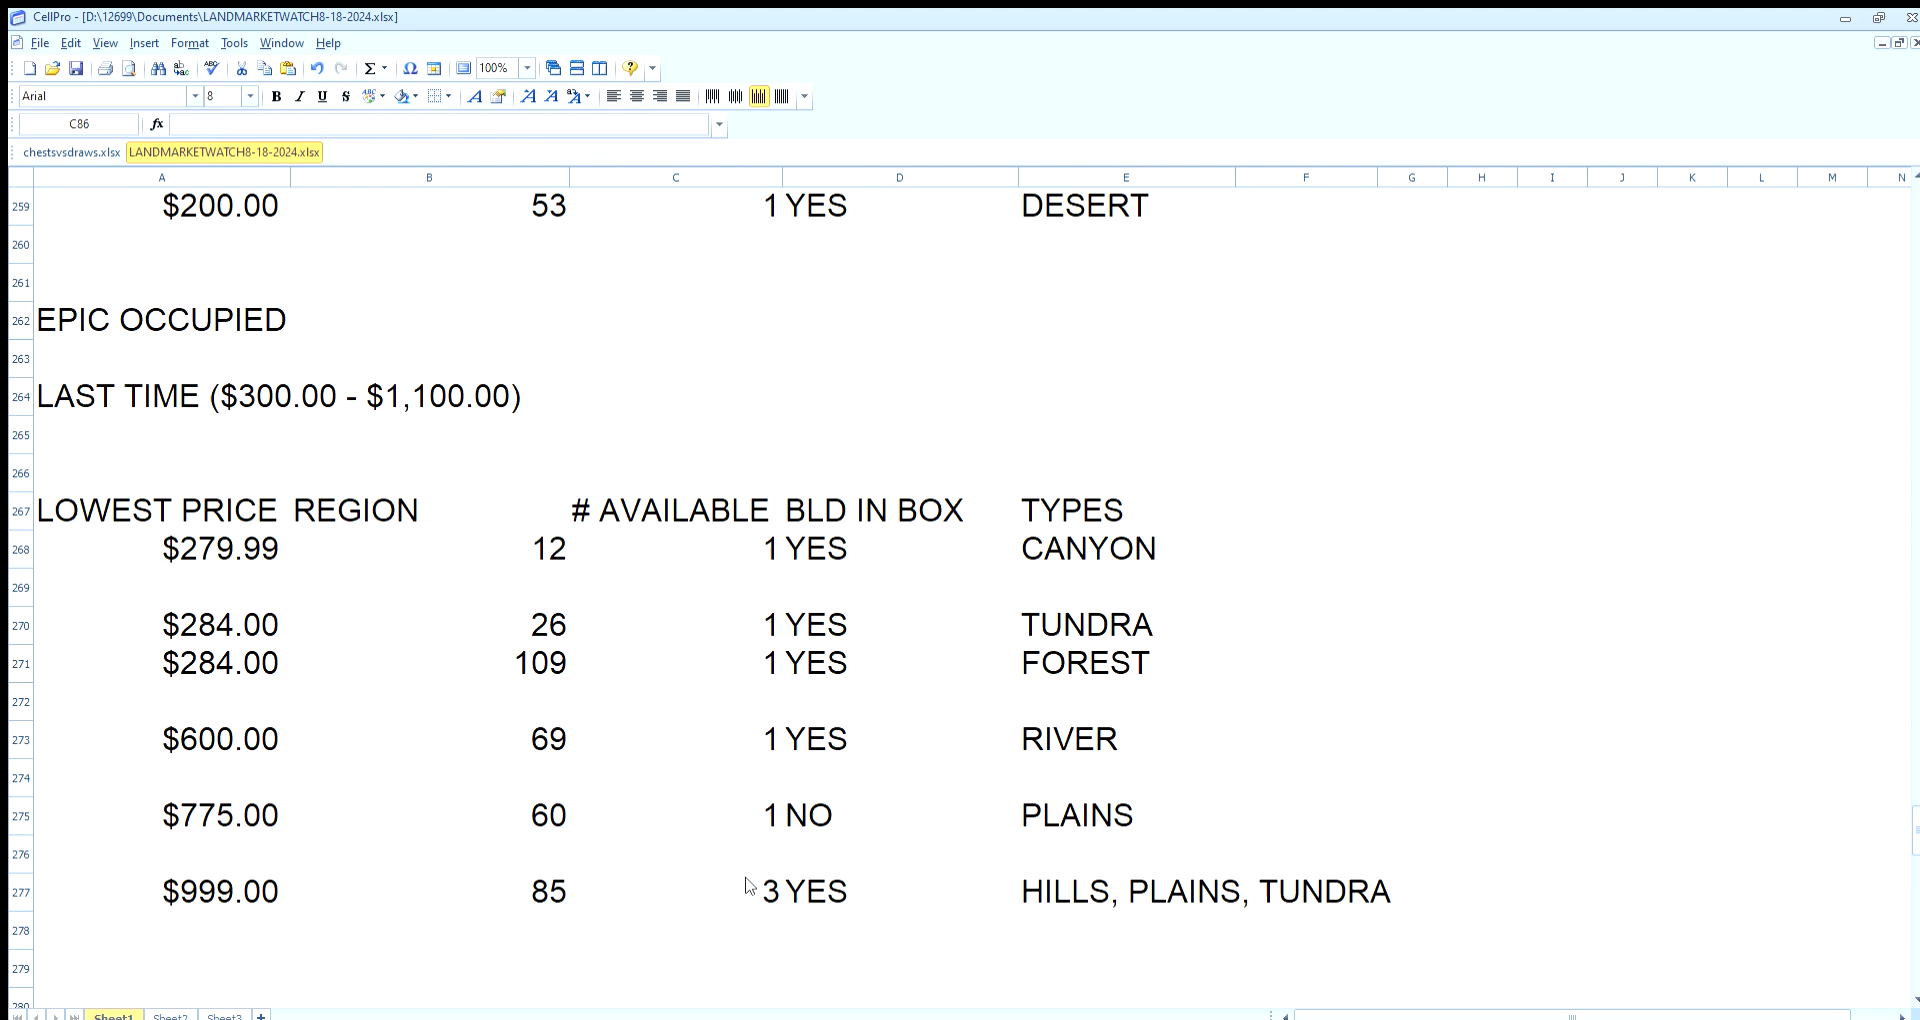 CellPro - [D:\12699\Documents\LANDMARKETWATCH8-18-2024.xlsx]
File Edit View Insert Format Tools Window Help
100%
Arial 8
C86 fx
chestsvsdraws.xlsx LANDMARKETWATCH8-18-2024.xlsx
A B C D E F G H I J K L M N
259 $200.00 53 1 YES DESERT
260
261
262 EPIC OCCUPIED
263
264 LAST TIME ($300.00 - $1,100.00)
265
266
267 LOWEST PRICE REGION # AVAILABLE BLD IN BOX TYPES
268 $279.99 12 1 YES CANYON
269
270 $284.00 26 1 YES TUNDRA
271 $284.00 109 1 YES FOREST
272
273 $600.00 69 1 YES RIVER
274
275 $775.00 60 1 NO PLAINS
276
277 $999.00 85 3 YES HILLS, PLAINS, TUNDRA
278
279
280
Sheet1 Sheet2 Sheet3 +